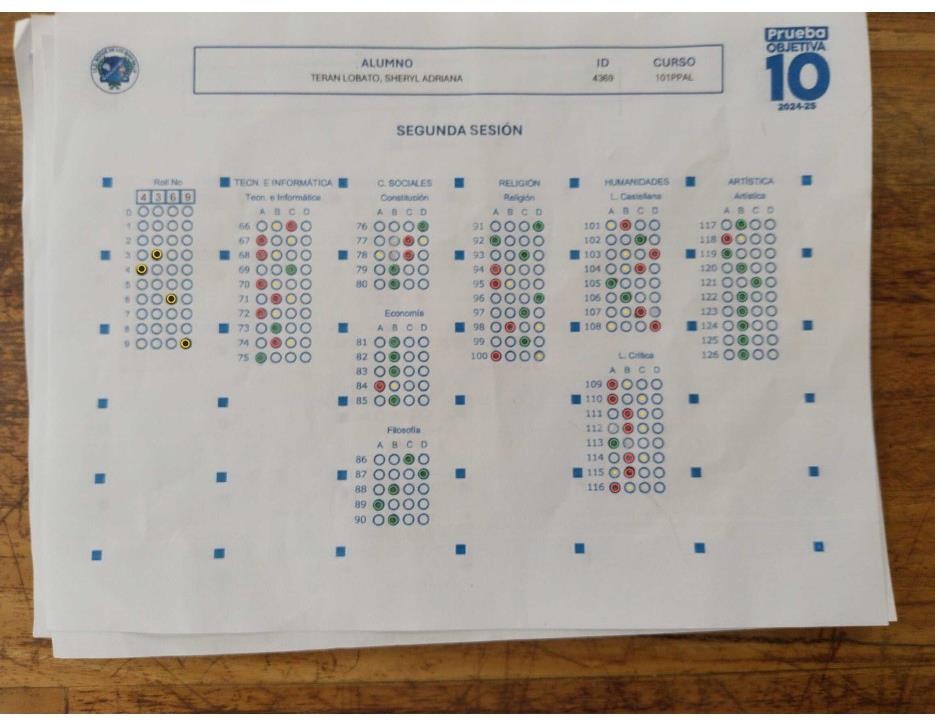 Prueba
OBJETIVA
10
2024-25
ALUMNO ID CURSO
TERAN LOBATO, SHERYL ADRIANA 4369 101PPAL
SEGUNDA SESIÓN
Roll No
4 3 6 9
0
1
2
3
4
5
6
7
8
9
TECN. E INFORMÁTICA
Tecn. e Informática
A B C D
66
67
68
69
70
71
72
73
74
75
C. SOCIALES
Constitución
A B C D
76
77
78
79
80
Economía
A B C D
81
82
83
84
85
Filosofía
A B C D
86
87
88
89
90
RELIGIÓN
Religión
A B C D
91
92
93
94
95
96
97
98
99
100
HUMANIDADES
L. Castellana
A B C D
101
102
103
104
105
106
107
108
L. Crítica
A B C D
109
110
111
112
113
114
115
116
ARTÍSTICA
Artística
A B C D
117
118
119
120
121
122
123
124
125
126